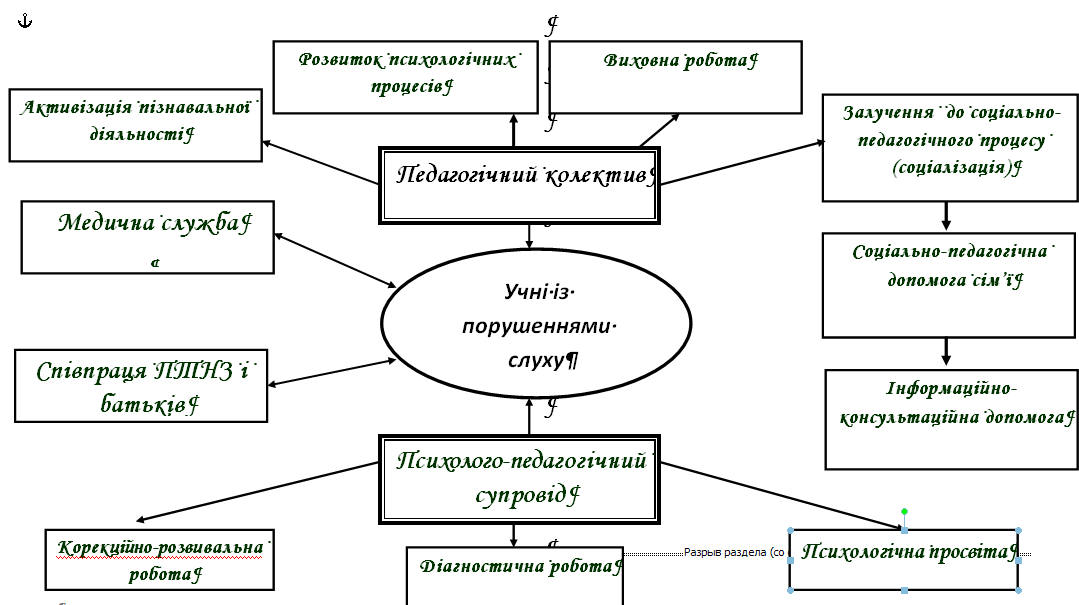 Розвиток психологічних
процесів
Виховна робота
Активізація пізнавальної
діяльності
Залучення до соціально-
педагогічного процесу
(соціалізація)
Педагогічний колектив
Медична служба
Соціально-педагогічна
допомога сім’ї
Учні із
порушеннями
слуху
Співпраця ПТНЗ і
батьків
Інформаційно-
консультаційна допомога
Психолого-педагогічний
супровід
Корекційно-розвивальна
робота
Діагностична робота
Разрыв раздела (со
Психологічна просвіта